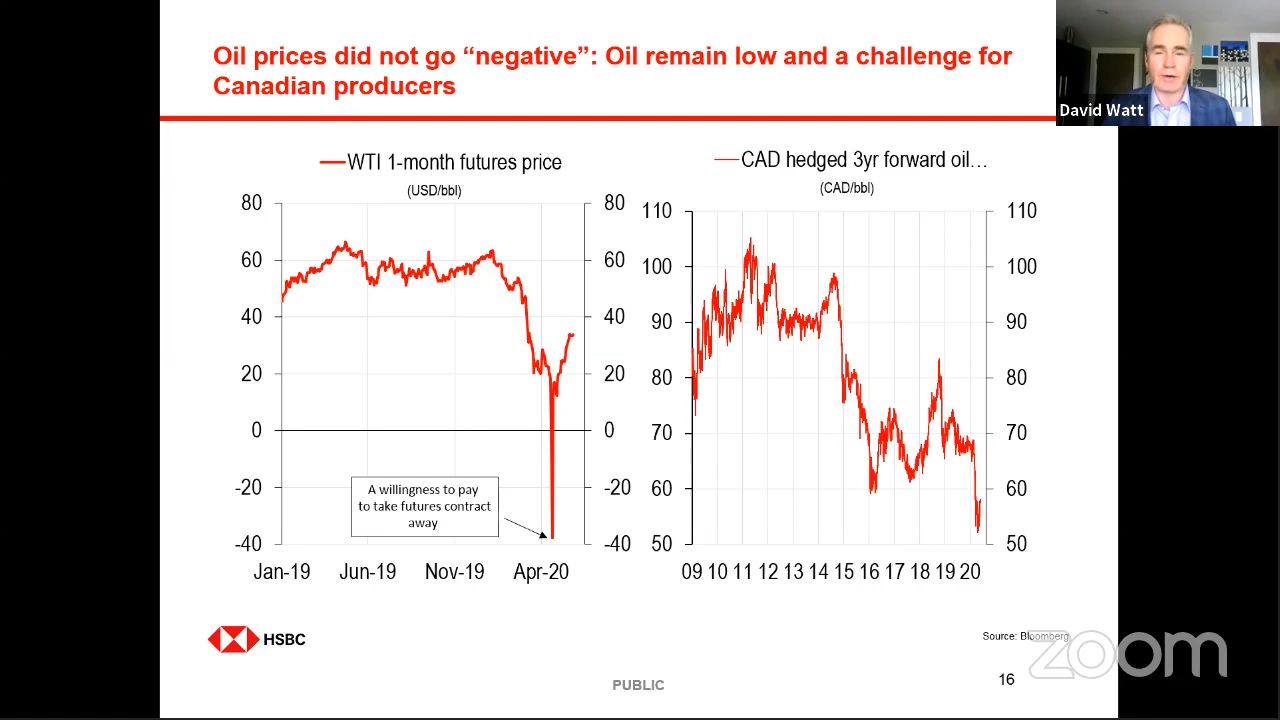 Oil prices did not go “negative”: Oil remain low and a challenge for
Canadian producers
David Watt
WTI 1-month futures price
(USD/bbl)
80
60
40
20
0
-20
-40
80
60
40
20
0
-20
-40
A willingness to pay
to take futures contract
away
Jan-19 Jun-19 Nov-19 Apr-20
CAD hedged 3yr forward oil…
(CAD/bbl)
110
100
90
80
70
60
50
110
100
90
80
70
60
50
09 10 11 12 13 14 15 16 17 18 19 20
HSBC
Source: Bloomberg
zoom
16
PUBLIC